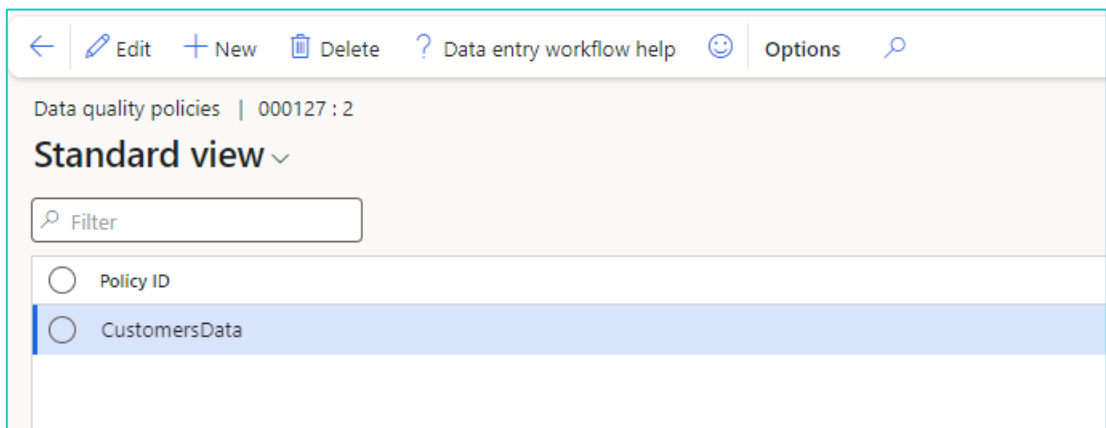 Edit New Delete ? Data entry workflow help Options
Data quality policies | 000127 : 2
Standard view
Filter
Policy ID
CustomersData